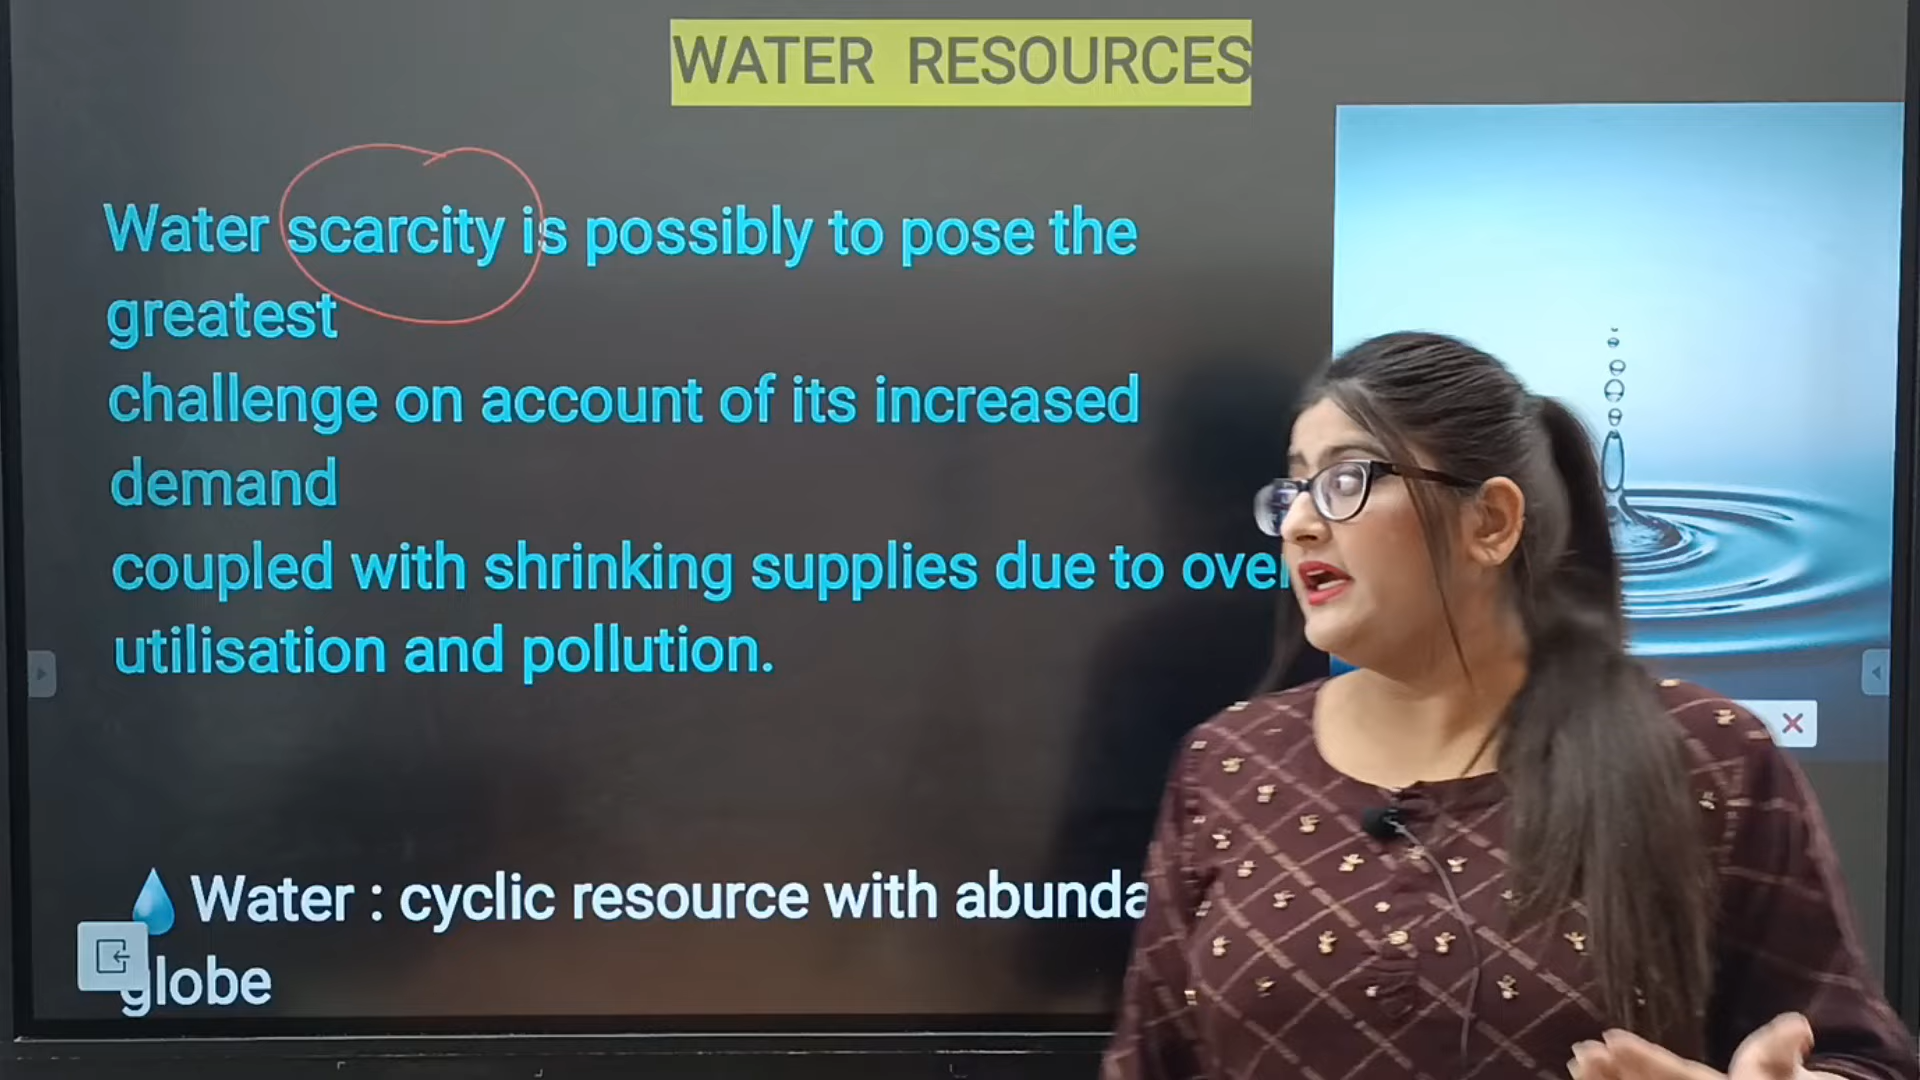 WATER RESOURCES
Water scarcity is possibly to pose the
greatest
challenge on account of its increased
demand
coupled with shrinking supplies due to over
utilisation and pollution.
Water : cyclic resource with
globe